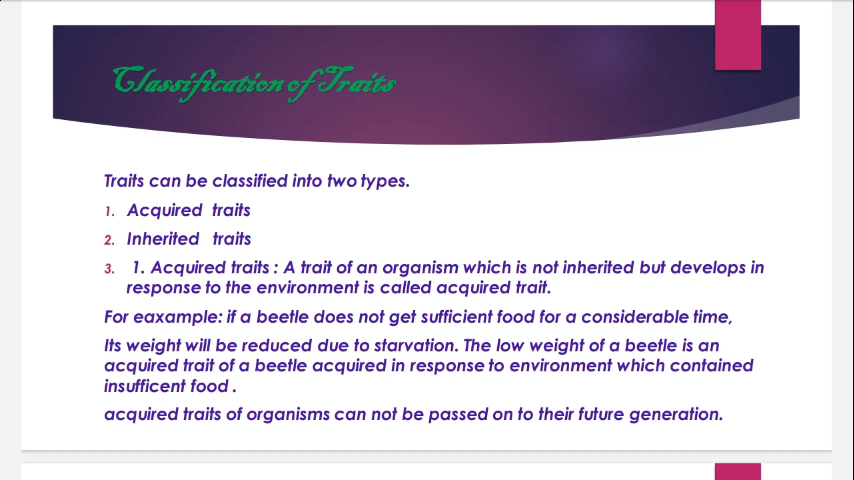 Classification of Traits
Traits can be classified into two types.
1. Acquired traits
2. Inherited traits
3. 1. Acquired traits : A trait of an organism which is not inherited but develops in
response to the environment is called acquired trait.
For eaxample: if a beetle does not get sufficient food for a considerable time,
Its weight will be reduced due to starvation. The low weight of a beetle is an
acquired trait of a beetle acquired in response to environment which contained
insufficent food .
acquired traits of organisms can not be passed on to their future generation.